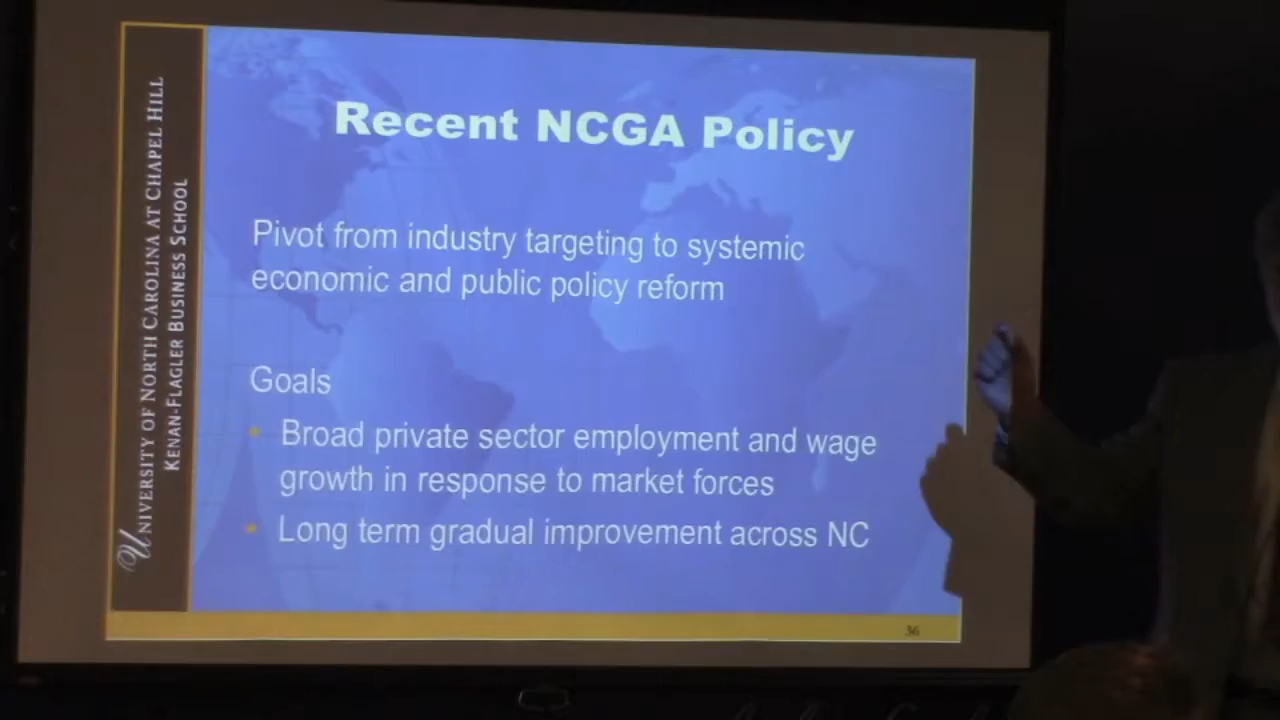 UNIVERSITY OF NORTH CAROLINA AT CHAPEL HILL
KENAN-FLAGLER BUSINESS SCHOOL
Recent NCGA Policy
Pivot from industry targeting to systemic
economic and public policy reform
Goals
• Broad private sector employment and wage
growth in response to market forces
• Long term gradual improvement across NC
36